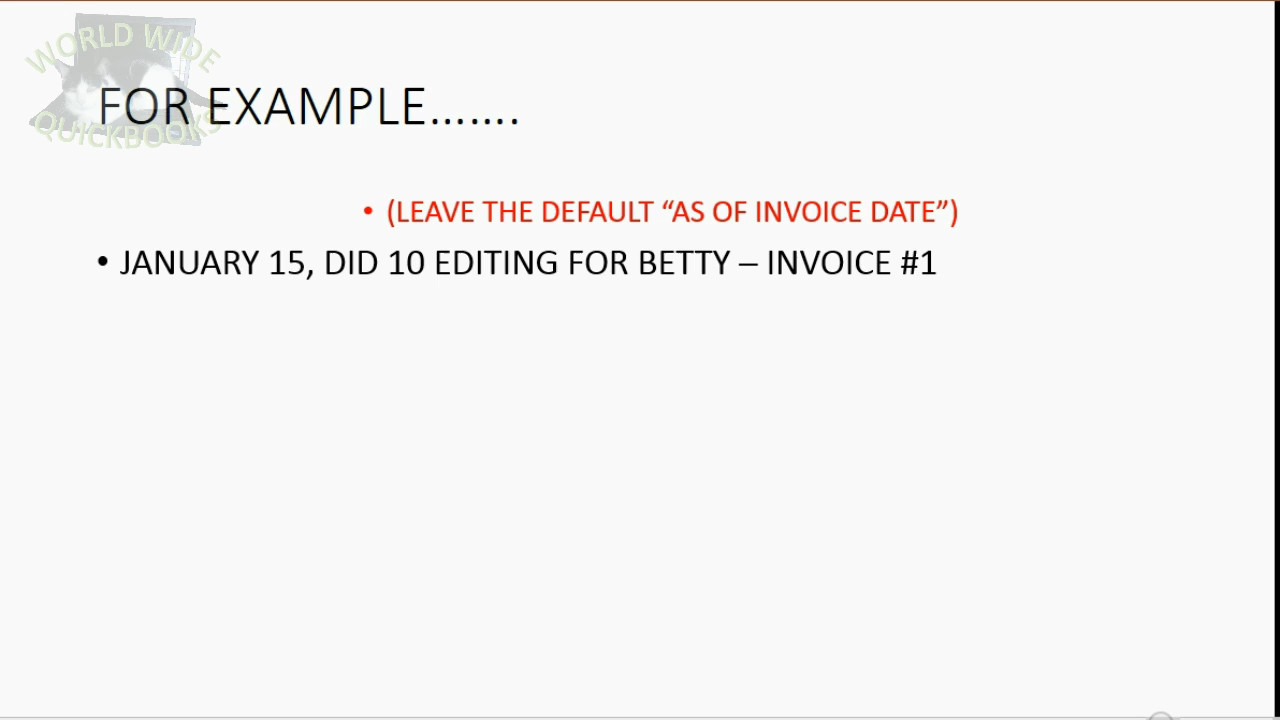 WORLD WIDE
QUICKBOOKS
FOR EXAMPLE…….
• (LEAVE THE DEFAULT “AS OF INVOICE DATE”)
• JANUARY 15, DID 10 EDITING FOR BETTY – INVOICE #1